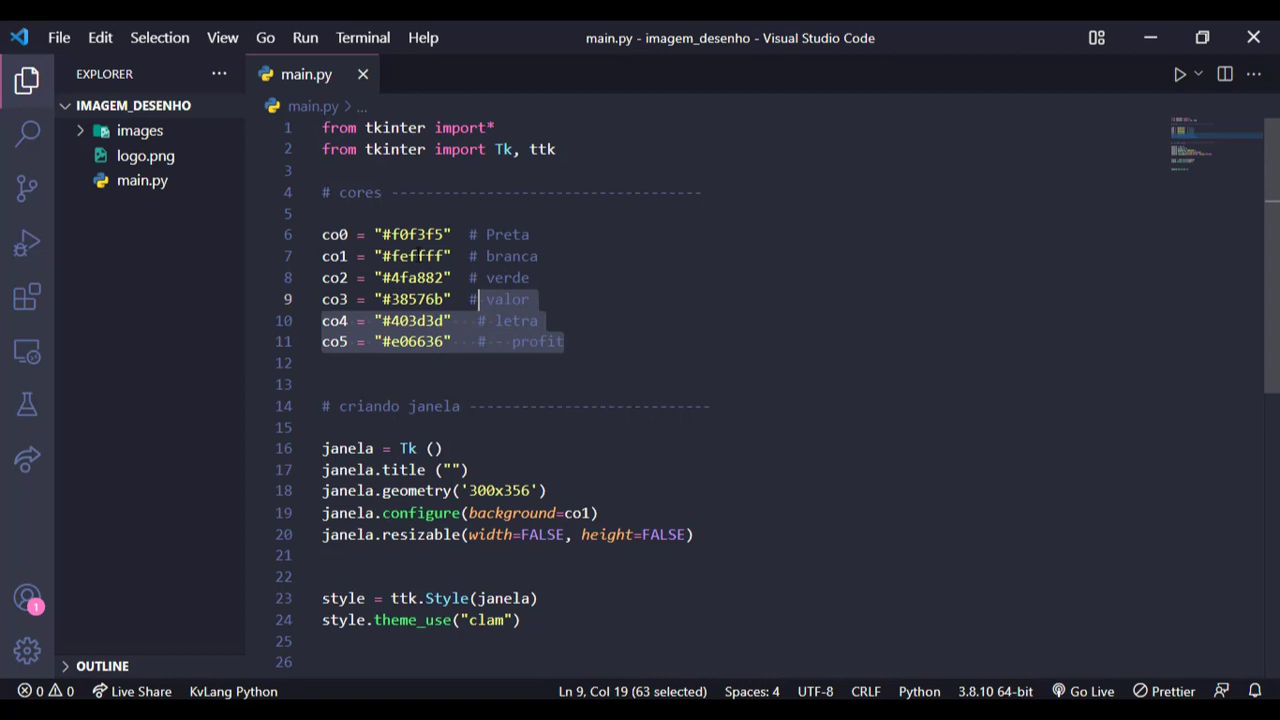 File Edit Selection View Go Run Terminal Help
main.py - imagem_desenho - Visual Studio Code
EXPLORER
main.py
IMAGEM_DESENHO
images
logo.png
main.py
main.py > ...
1 from tkinter import*
2 from tkinter import Tk, ttk
3
4 # cores ------------------------------------
5
6 co0 = "#f0f3f5"  # Preta
7 co1 = "#feffff"  # branca
8 co2 = "#4fa882"  # verde
9 co3 = "#38576b"  # valor
10 co4 = "#403d3d"   # letra
11 co5 = "#e06636"   # - profit
12
13
14 # criando janela ----------------------------
15
16 janela = Tk ()
17 janela.title ("")
18 janela.geometry('300x356')
19 janela.configure(background=co1)
20 janela.resizable(width=FALSE, height=FALSE)
21
22
23 style = ttk.Style(janela)
24 style.theme_use("clam")
25
26
1
OUTLINE
0 0 Live Share KvLang Python Ln 9, Col 19 (63 selected) Spaces: 4 UTF-8 CRLF Python 3.8.10 64-bit Go Live Prettier